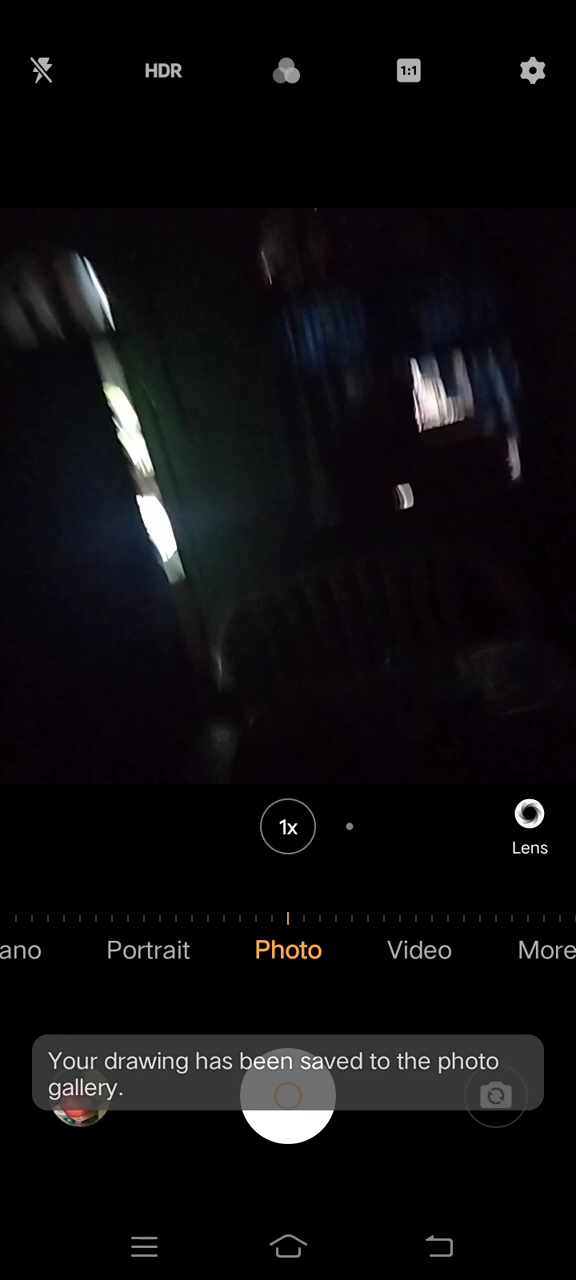 HDR
1:1
1x
Lens
ano
Portrait
Photo
Video
More
Your drawing has been saved to the photo
gallery.